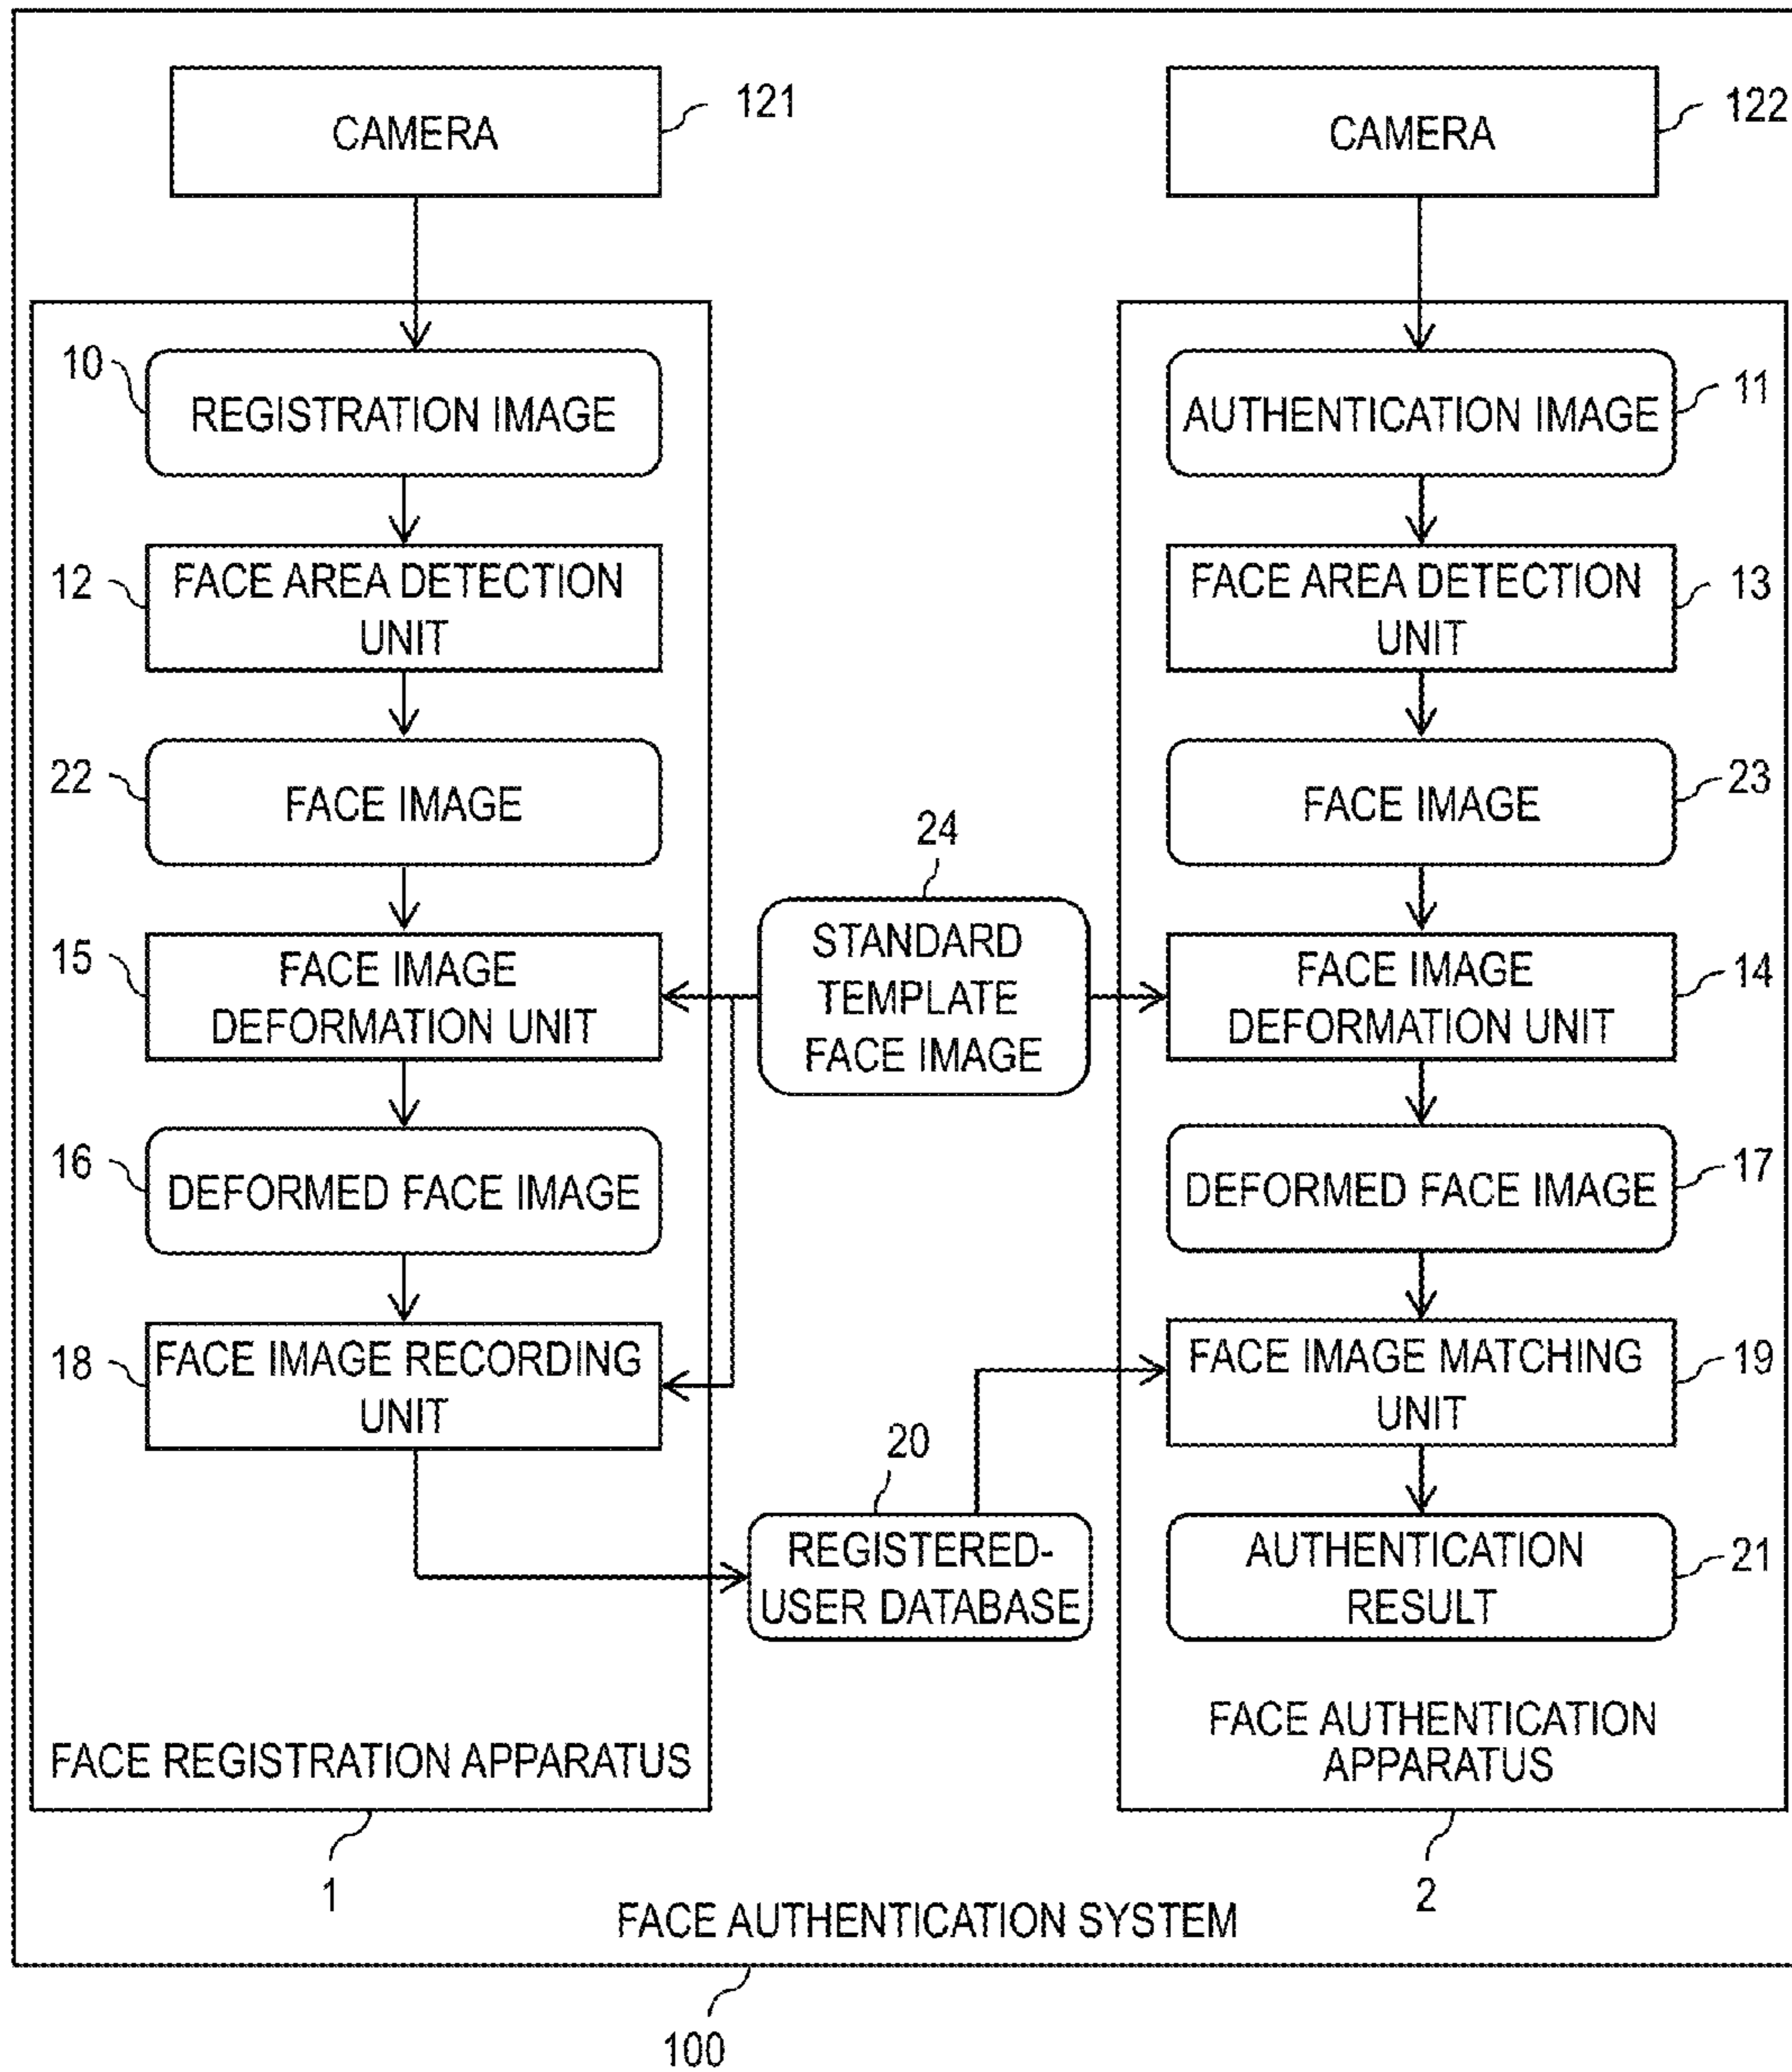 CAMERA
121
CAMERA
122
10
REGISTRATION IMAGE
AUTHENTICATION IMAGE
11
12
FACE AREA DETECTION
UNIT
FACE AREA DETECTION
UNIT
13
22
FACE IMAGE
FACE IMAGE
23
24
STANDARD
TEMPLATE
FACE IMAGE
15
FACE IMAGE
DEFORMATION UNIT
FACE IMAGE
DEFORMATION UNIT
14
16
DEFORMED FACE IMAGE
DEFORMED FACE IMAGE
17
18
FACE IMAGE RECORDING
UNIT
FACE IMAGE MATCHING
UNIT
19
20
REGISTERED-
USER DATABASE
AUTHENTICATION
RESULT
21
FACE REGISTRATION APPARATUS
FACE AUTHENTICATION
APPARATUS
1
2
FACE AUTHENTICATION SYSTEM
100